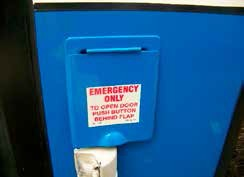 EMERGENCY
ONLY
TO OPEN DOOR
PUSH BUTTON
BEHIND FLAP